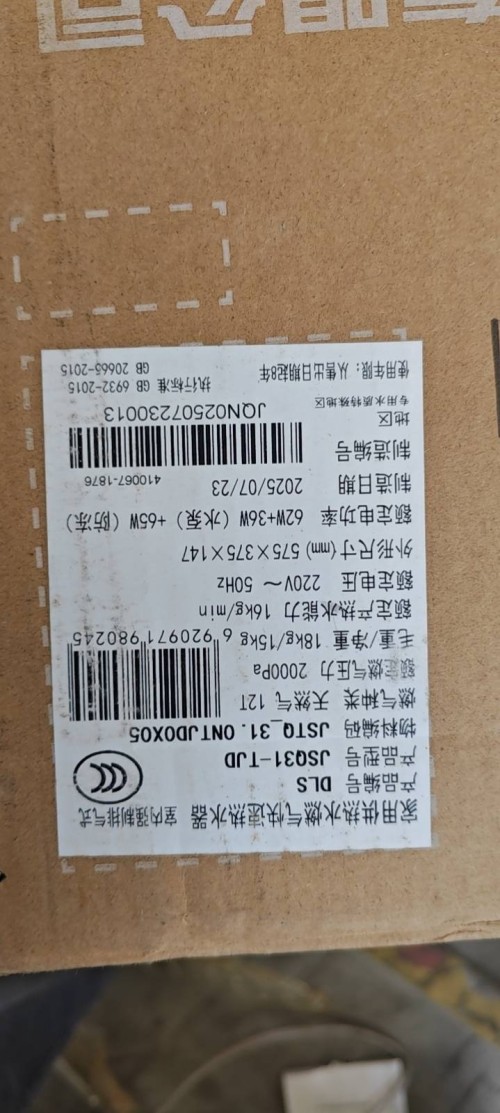 家用供热水燃气快速热水器 室内强制排气式
产品编号 DLS
产品型号 JSQ31-TJD
物料编码 JSTQ_31.0NTJD0X05
燃气种类 天然气 12T
额定燃气压力 2000Pa
毛重/净重 18kg/15kg
6 920971 980245
额定产热水能力 16kg/min
额定电压 220V～ 50Hz
外形尺寸(mm) 575×375×147
额定电功率 62W+36W（水泵）+65W（防冻）
制造日期 2025/07/23
410067-1876
制造编号
JQN02507230013
地区
专用水质特殊地区
执行标准 GB 6932-2015
GB 20665-2015
使用年限：从售出日期起8年
有限公司